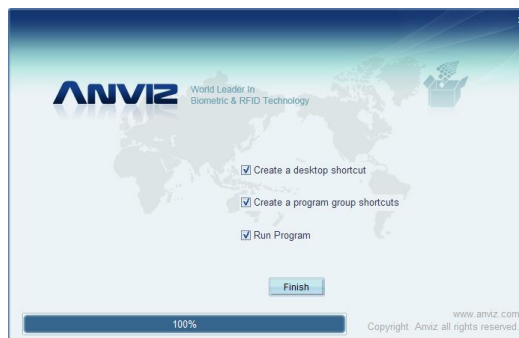 ANVIZ
World Leader In
Biometric & RFID Technology
Create a desktop shortcut
Create a program group shortcuts
Run Program
Finish
100%
www.anviz.com
Copyright Anviz all rights reserved.